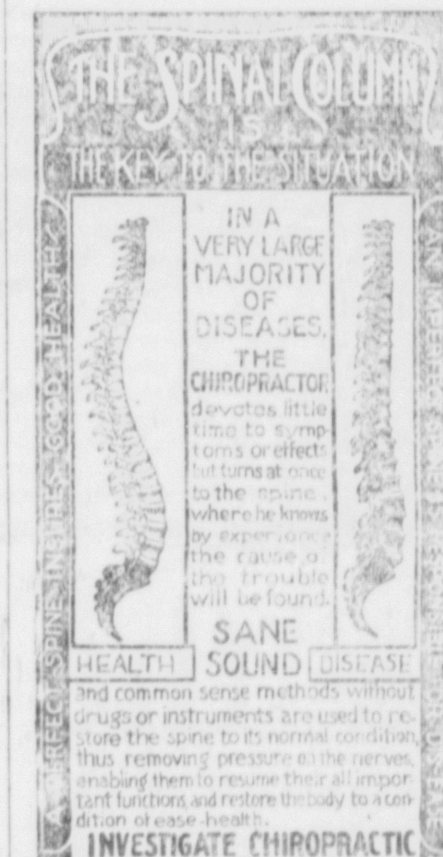 THE SPINAL COLUMN
IS
THE KEY TO THE SITUATION
A PERFECT SPINE INSURES GOOD HEALTH
IN A
VERY LARGE
MAJORITY
OF
DISEASES,
THE
CHIROPRACTOR
devotes little
time to symp-
toms or effects
but turns at once
to the spine,
where he knows
by experience
the cause of
the trouble
will be found.
SANE
SOUND
HEALTH
DISEASE
AN IMPERFECT SPINE
and common sense methods without
drugs or instruments are used to re-
store the spine to its normal condition,
thus removing pressure on the nerves,
enabling them to resume their all impor-
tant functions, and restore the body to a con-
dition of ease-health.
INVESTIGATE CHIROPRACTIC